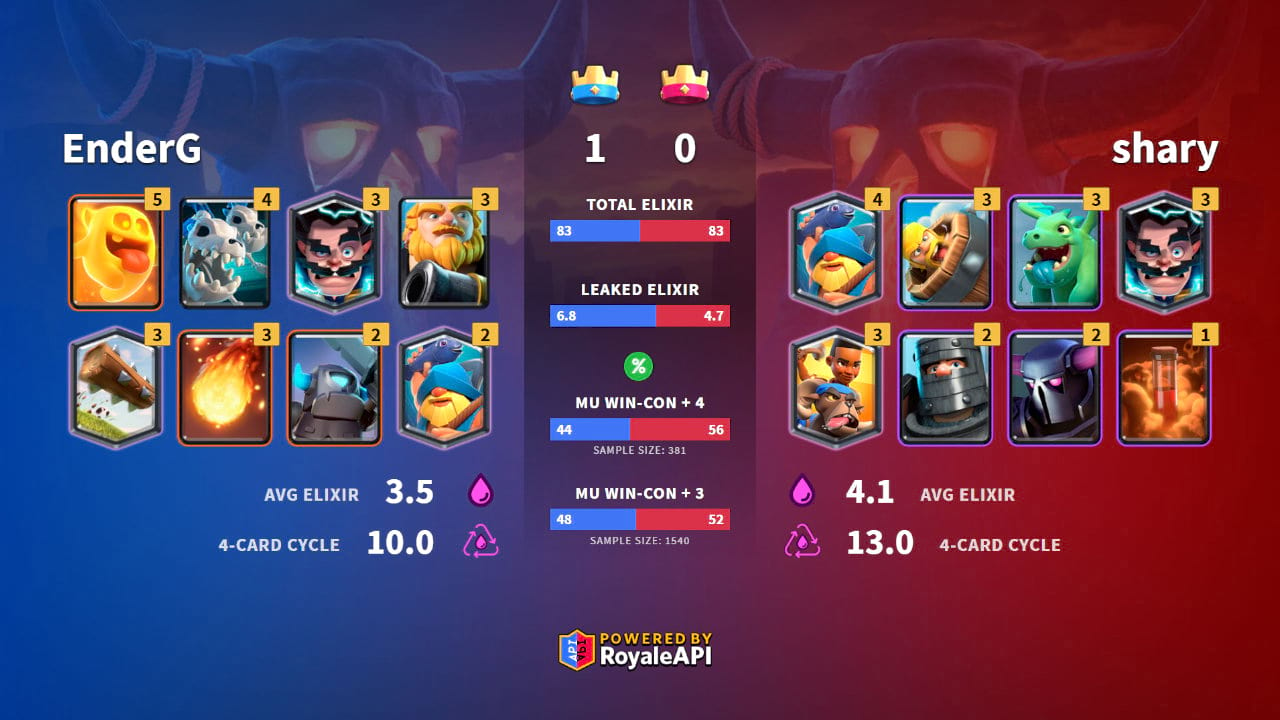 EnderG
1 0
shary
5 4 3 3
3 3 2 2
4 3 3 3
3 2 2 1
TOTAL ELIXIR
83 83
LEAKED ELIXIR
6.8 4.7
%
MU WIN-CON + 4
44 56
SAMPLE SIZE: 381
MU WIN-CON + 3
48 52
SAMPLE SIZE: 1540
AVG ELIXIR 3.5
4-CARD CYCLE 10.0
4.1 AVG ELIXIR
13.0 4-CARD CYCLE
API
API
POWERED BY
RoyaleAPI